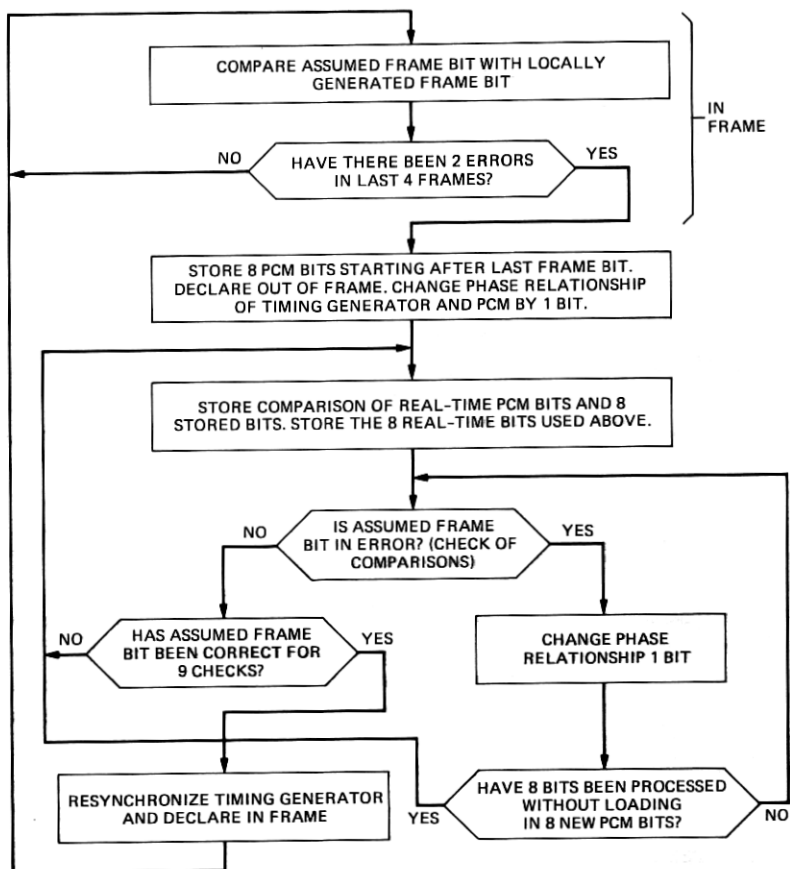 COMPARE ASSUMED FRAME BIT WITH LOCALLY
GENERATED FRAME BIT
IN
FRAME
NO
HAVE THERE BEEN 2 ERRORS
IN LAST 4 FRAMES?
YES
STORE 8 PCM BITS STARTING AFTER LAST FRAME BIT.
DECLARE OUT OF FRAME. CHANGE PHASE RELATIONSHIP
OF TIMING GENERATOR AND PCM BY 1 BIT.
STORE COMPARISON OF REAL-TIME PCM BITS AND 8
STORED BITS. STORE THE 8 REAL-TIME BITS USED ABOVE.
NO
IS ASSUMED FRAME
BIT IN ERROR? (CHECK OF
COMPARISONS)
YES
NO
HAS ASSUMED FRAME
BIT BEEN CORRECT FOR
9 CHECKS?
YES
CHANGE PHASE
RELATIONSHIP 1 BIT
RESYNCHRONIZE TIMING GENERATOR
AND DECLARE IN FRAME
YES
HAVE 8 BITS BEEN PROCESSED
WITHOUT LOADING
IN 8 NEW PCM BITS?
NO